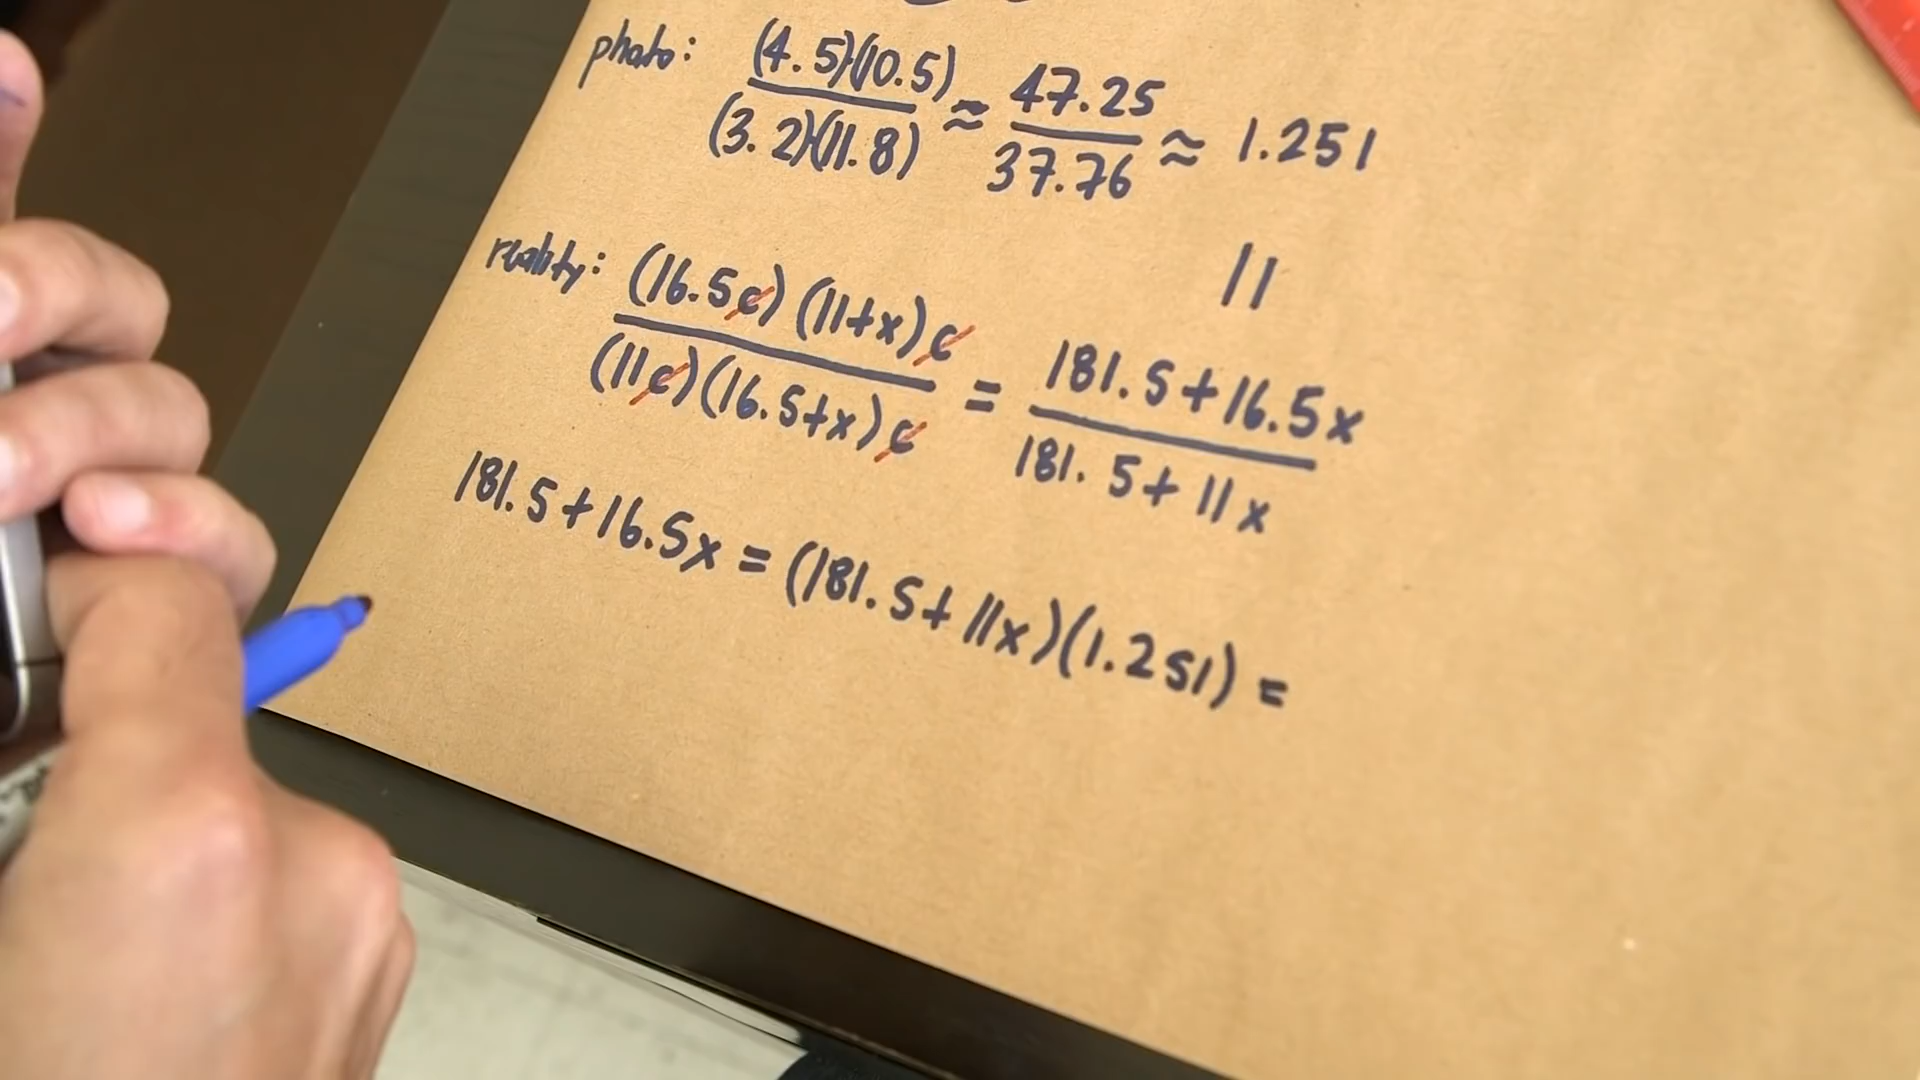 photo: (4.5)(10.5) / (3.2)(11.8) ≈ 47.25 / 37.76 ≈ 1.251
||
reality: (16.5c)(11+x)c / (11c)(16.5+x)c = 181.5+16.5x / 181.5+11x
181.5+16.5x = (181.5+11x)(1.251) =